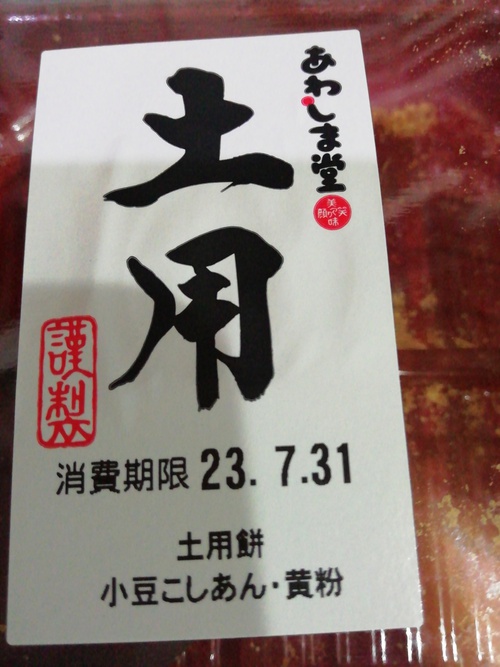 あわしま堂
美顔笑味
土用
謹製
消費期限 23. 7.31
土用餅
小豆こしあん・黄粉